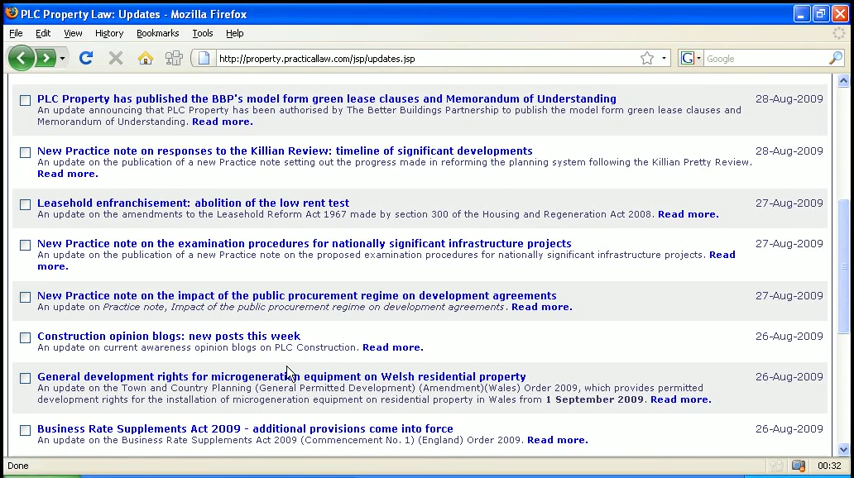 PLC Property Law: Updates - Mozilla Firefox
File Edit View History Bookmarks Tools Help
http://property.practicallaw.com/jsp/updates.jsp
G Google
PLC Property has published the BBP's model form green lease clauses and Memorandum of Understanding 28-Aug-2009
An update announcing that PLC Property has been authorised by The Better Buildings Partnership to publish the model form green lease clauses and
Memorandum of Understanding. Read more.
New Practice note on responses to the Killian Review: timeline of significant developments 28-Aug-2009
An update on the publication of a new Practice note setting out the progress made in reforming the planning system following the Killian Pretty Review.
Read more.
Leasehold enfranchisement: abolition of the low rent test 27-Aug-2009
An update on the amendments to the Leasehold Reform Act 1967 made by section 300 of the Housing and Regeneration Act 2008. Read more.
New Practice note on the examination procedures for nationally significant infrastructure projects 27-Aug-2009
An update on the publication of a new Practice note on the proposed examination procedures for nationally significant infrastructure projects. Read
more.
New Practice note on the impact of the public procurement regime on development agreements 27-Aug-2009
An update on Practice note, Impact of the public procurement regime on development agreements. Read more.
Construction opinion blogs: new posts this week 26-Aug-2009
An update on current awareness opinion blogs on PLC Construction. Read more.
General development rights for microgeneration equipment on Welsh residential property 26-Aug-2009
An update on the Town and Country Planning (General Permitted Development) (Amendment)(Wales) Order 2009, which provides permitted
development rights for the installation of microgeneration equipment on residential property in Wales from 1 September 2009. Read more.
Business Rate Supplements Act 2009 - additional provisions come into force 26-Aug-2009
An update on the Business Rate Supplements Act 2009 (Commencement No. 1) (England) Order 2009. Read more.
Done 00:32